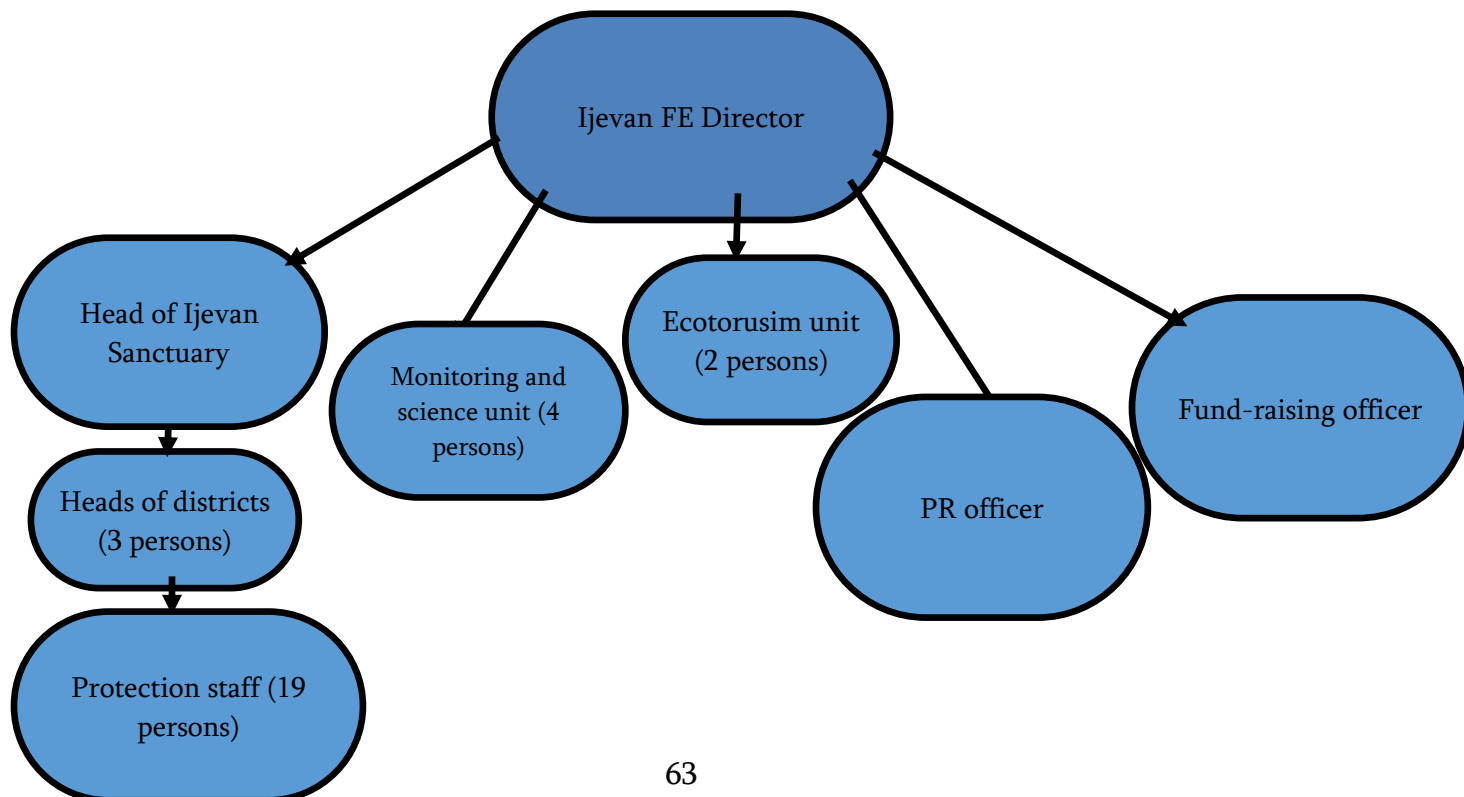 Ijevan FE Director
Head of Ijevan
Sanctuary
Monitoring and
science unit (4
persons)
Ecotorusim unit
(2 persons)
PR officer
Fund-raising officer
Heads of districts
(3 persons)
Protection staff (19
persons)
63